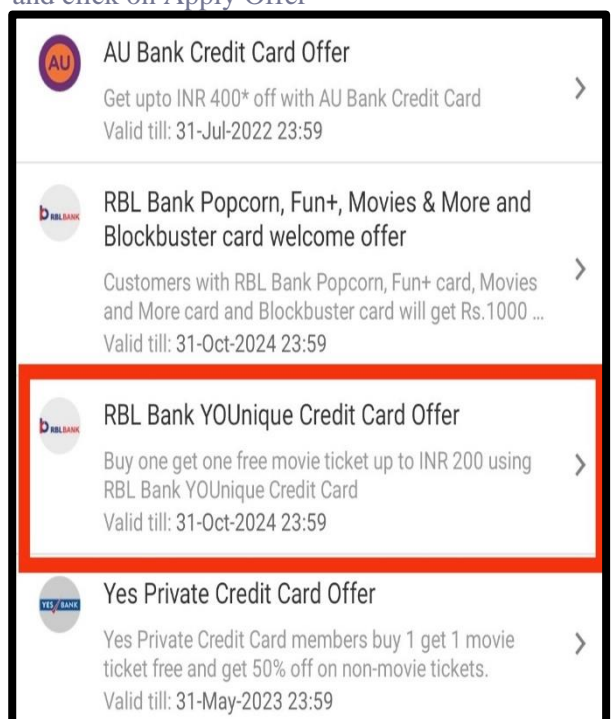 and click on Apply Offer
AU
AU Bank Credit Card Offer
Get upto INR 400* off with AU Bank Credit Card
Valid till: 31-Jul-2022 23:59
RBLBANK
RBL Bank Popcorn, Fun+, Movies & More and
Blockbuster card welcome offer
Customers with RBL Bank Popcorn, Fun+ card, Movies
and More card and Blockbuster card will get Rs.1000 ...
Valid till: 31-Oct-2024 23:59
RBLBANK
RBL Bank YOUnique Credit Card Offer
Buy one get one free movie ticket up to INR 200 using
RBL Bank YOUnique Credit Card
Valid till: 31-Oct-2024 23:59
YES BANK
Yes Private Credit Card Offer
Yes Private Credit Card members buy 1 get 1 movie
ticket free and get 50% off on non-movie tickets.
Valid till: 31-May-2023 23:59